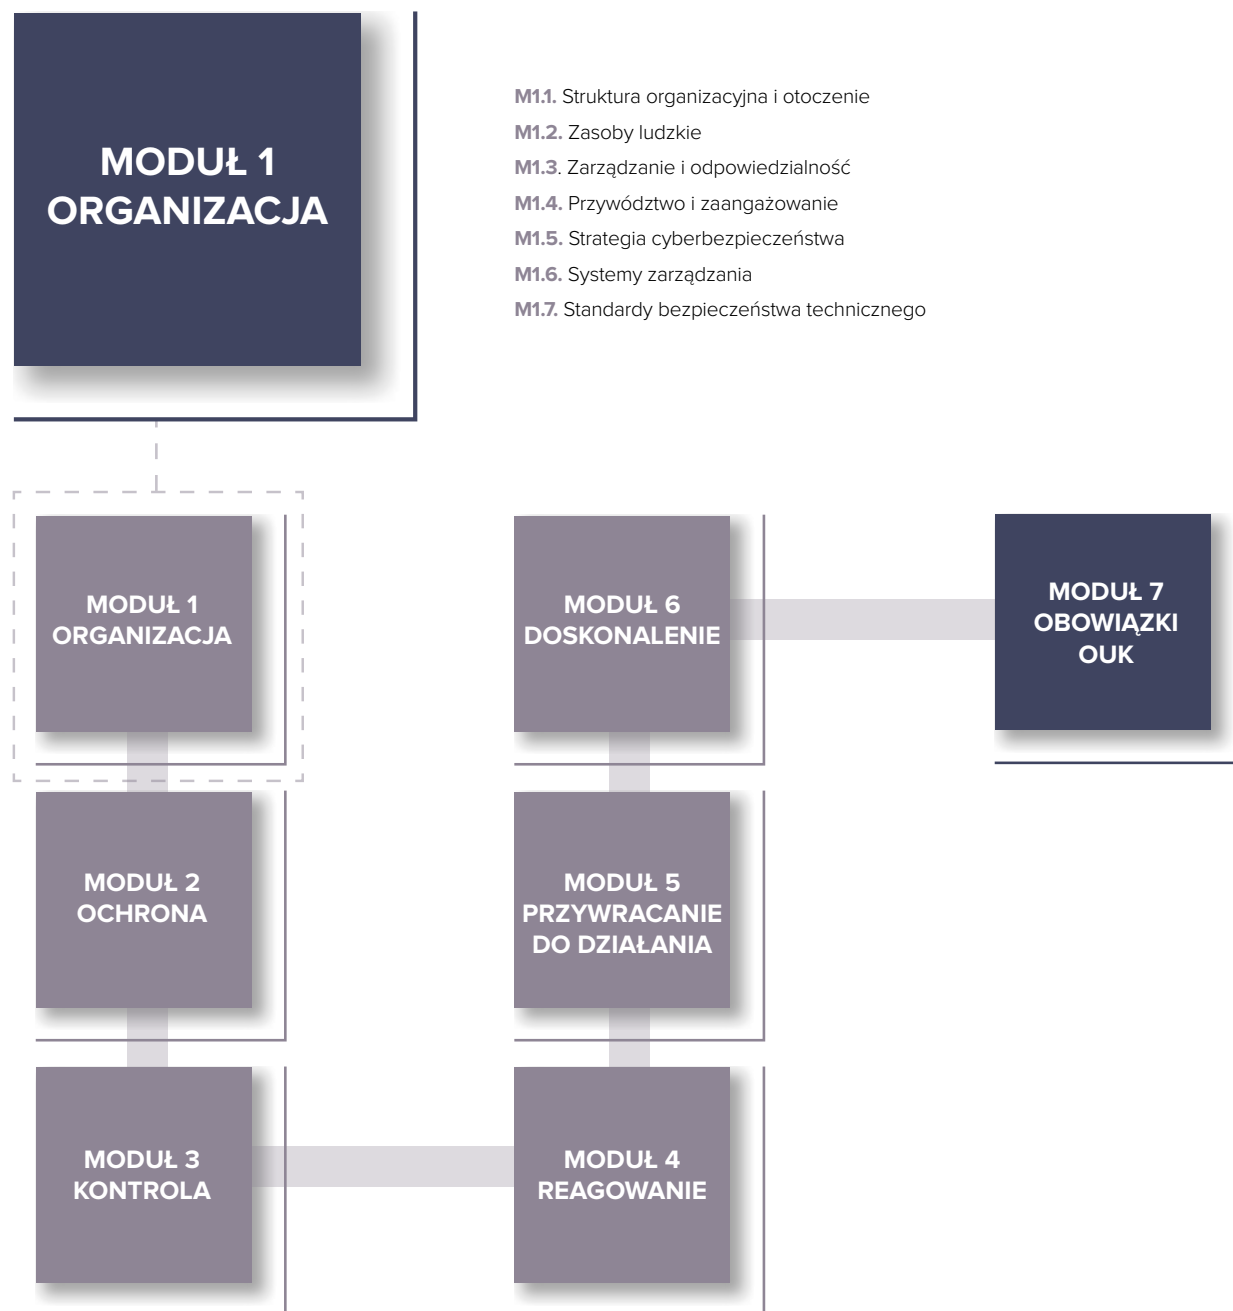 MODUŁ 1
ORGANIZACJA
M1.1. Struktura organizacyjna i otoczenie
M1.2. Zasoby ludzkie
M1.3. Zarządzanie i odpowiedzialność
M1.4. Przywództwo i zaangażowanie
M1.5. Strategia cyberbezpieczeństwa
M1.6. Systemy zarządzania
M1.7. Standardy bezpieczeństwa technicznego
MODUŁ 1
ORGANIZACJA
MODUŁ 6
DOSKONALENIE
MODUŁ 7
OBOWIĄZKI
OUK
MODUŁ 2
OCHRONA
MODUŁ 5
PRZYWRACANIE
DO DZIAŁANIA
MODUŁ 3
KONTROLA
MODUŁ 4
REAGOWANIE